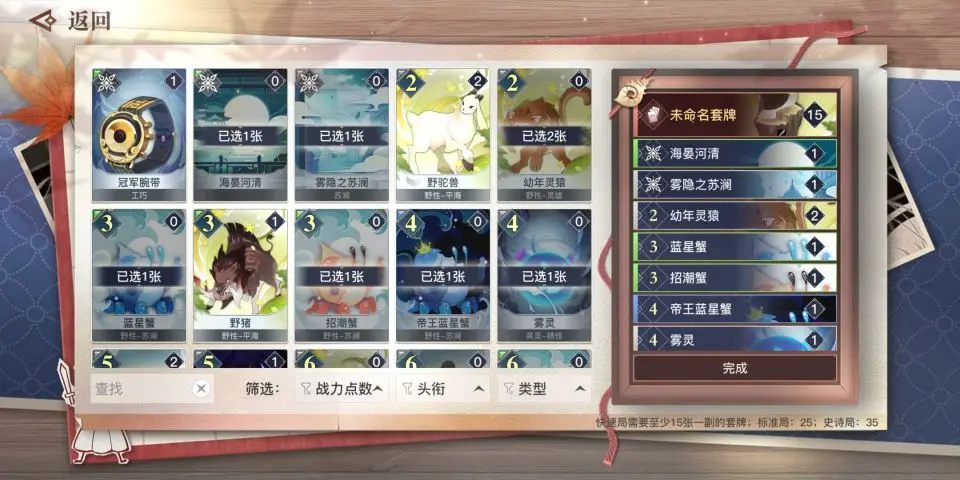 返回
1
0
0
2
2
2
0
已选1张
已选1张
已选2张
冠军腕带
海晏河清
雾隐之苏澜
野驼兽
幼年灵猿
工巧
苏澜
野性-平海
3
0
3
1
3
0
4
0
4
0
已选1张
已选1张
已选1张
已选1张
蓝星蟹
野猪
招潮蟹
帝王蓝星蟹
雾灵
野性-苏澜
野性-平海
野性-苏澜
野性-苏澜
5
2
5
1
6
0
6
0
6
0
查找
筛选：
战力点数
头衔
类型
未命名套牌
15
海晏河清
1
雾隐之苏澜
1
2
幼年灵猿
2
3
蓝星蟹
1
3
招潮蟹
1
4
帝王蓝星蟹
1
4
雾灵
1
完成
快速局需要至少15张一副的套牌；标准局：25；史诗局：35